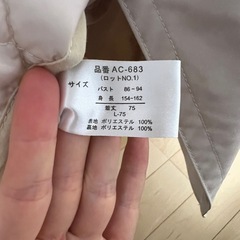 品番 AC-683
(ロットNO.1)
サイズ
バスト 86~94
身長 154~162
着丈 75
L-75
表地 ポリエステル 100%
裏地 ポリエステル 100%